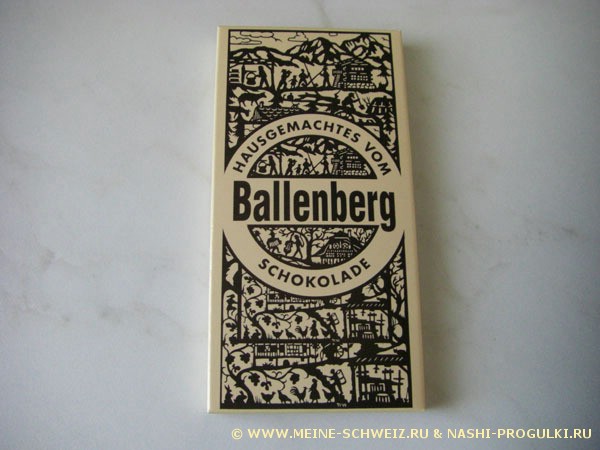 HAUSGEMACHTES VOM
Ballenberg
SCHOKOLADE
© WWW.MEINE-SCHWEIZ.RU & NASHI-PROGULKI.RU